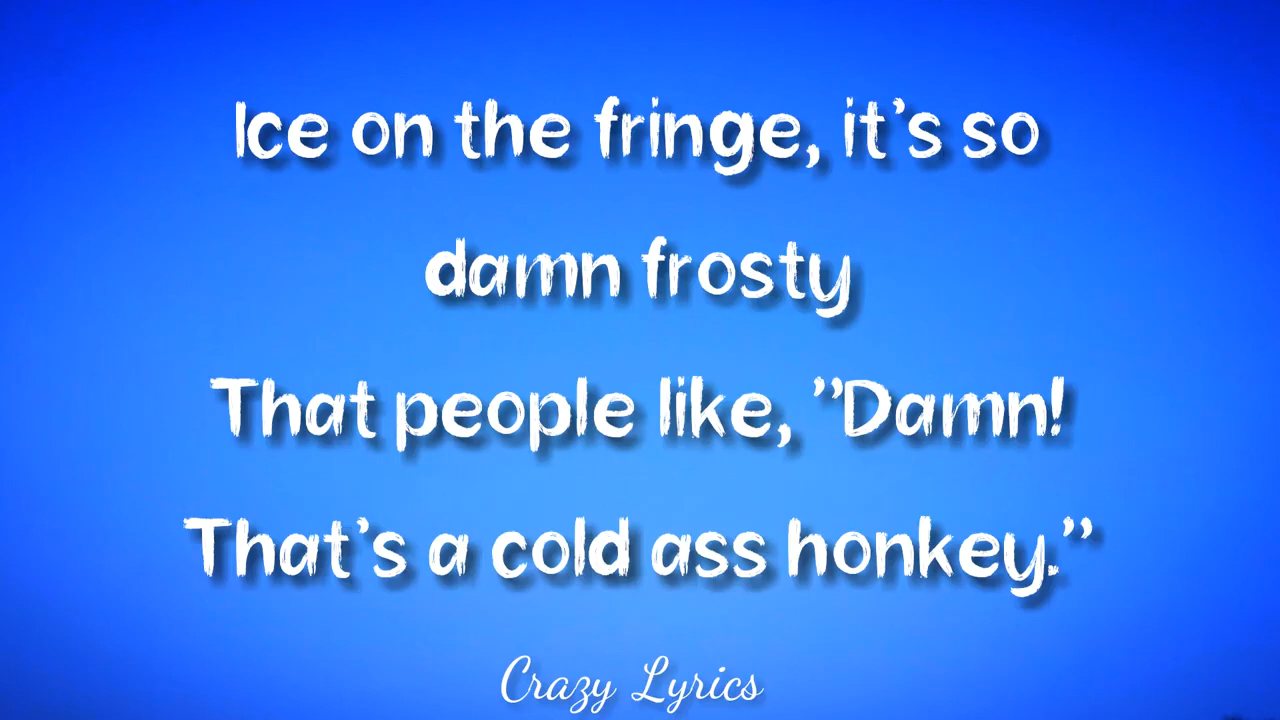 Ice on the fringe, it’s so
damn frosty
That people like, ”Damn!
That’s a cold ass honkey.”
Crazy Lyrics